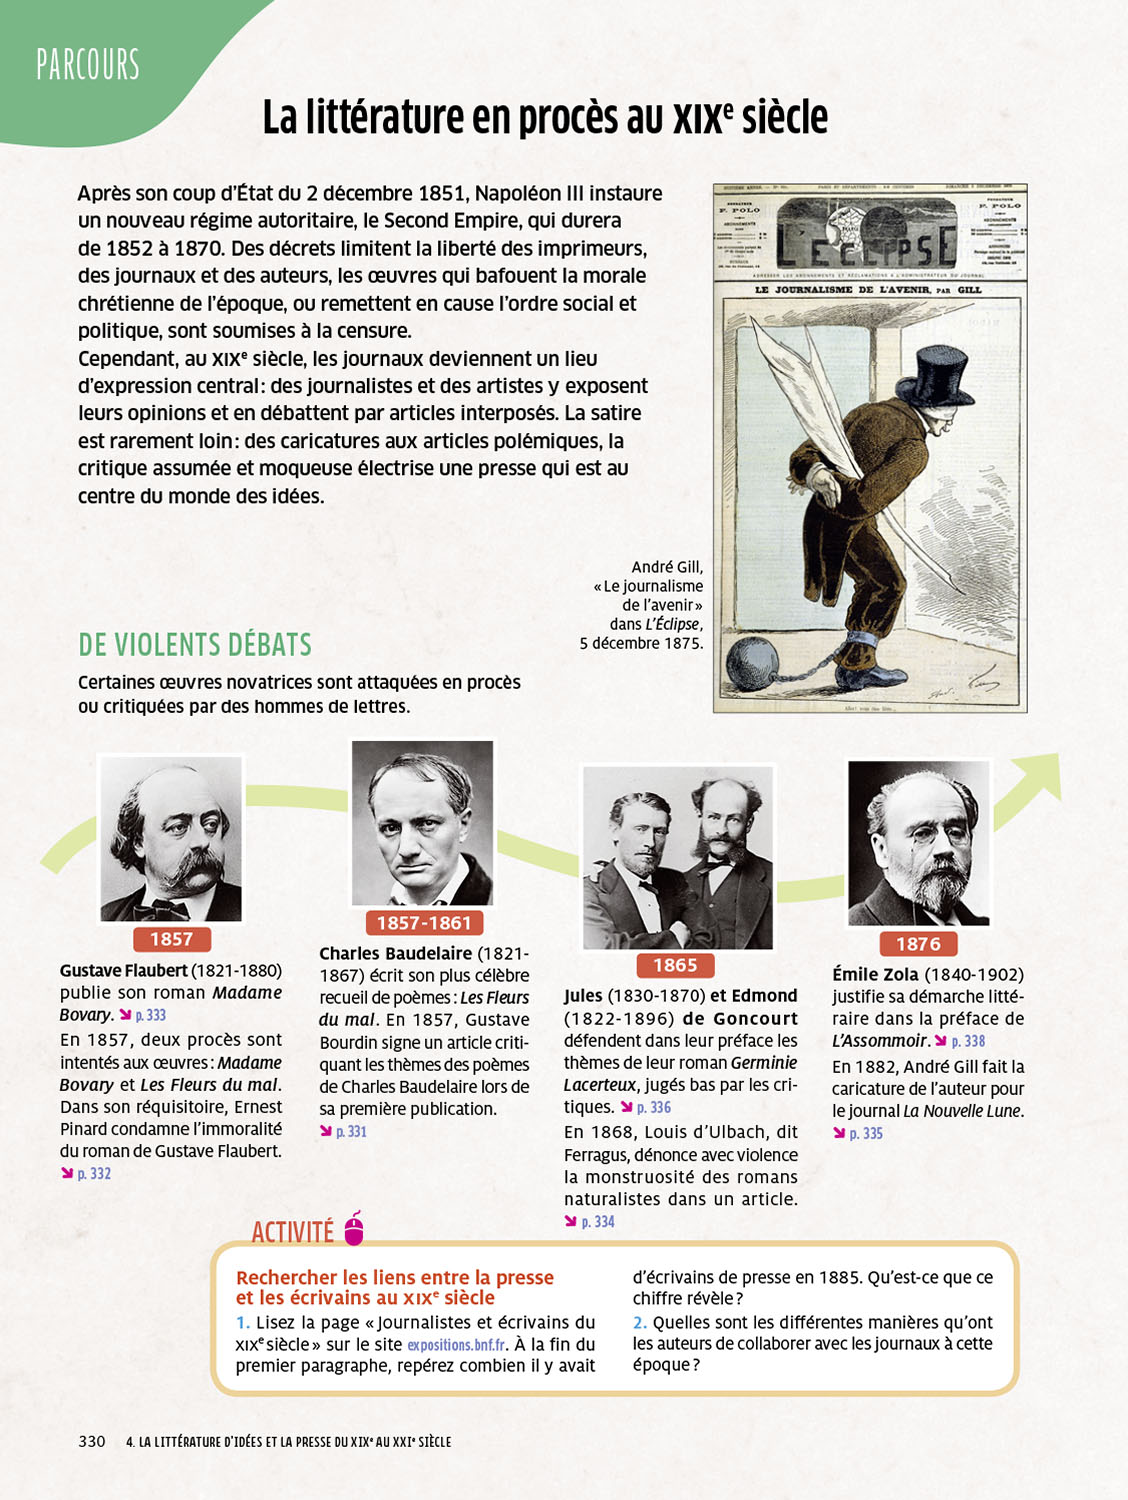 PARCOURS
La littérature en procès au XIXe siècle
Après son coup d'État du 2 décembre 1851, Napoléon III instaure
un nouveau régime autoritaire, le Second Empire, qui durera
de 1852 à 1870. Des décrets limitent la liberté des imprimeurs,
des journaux et des auteurs, les œuvres qui bafouent la morale
chrétienne de l'époque, ou remettent en cause l'ordre social et
politique, sont soumises à la censure.
Cependant, au XIXe siècle, les journaux deviennent un lieu
d'expression central : des journalistes et des artistes y exposent
leurs opinions et en débattent par articles interposés. La satire
est rarement loin : des caricatures aux articles polémiques, la
critique assumée et moqueuse électrise une presse qui est au
centre du monde des idées.
F. POLO
F. POLO
L'ÉCLIPSE
LE JOURNALISME DE L'AVENIR, PAR GILL
André Gill,
« Le journalisme
de l'avenir »
dans L'Éclipse,
5 décembre 1875.
DE VIOLENTS DÉBATS
Certaines œuvres novatrices sont attaquées en procès
ou critiquées par des hommes de lettres.
1857
Gustave Flaubert (1821-1880)
publie son roman Madame
Bovary. p. 333
En 1857, deux procès sont
intentés aux œuvres : Madame
Bovary et Les Fleurs du mal.
Dans son réquisitoire, Ernest
Pinard condamne l'immoralité
du roman de Gustave Flaubert.
p. 332
1857-1861
Charles Baudelaire (1821-
1867) écrit son plus célèbre
recueil de poèmes : Les Fleurs
du mal. En 1857, Gustave
Bourdin signe un article criti-
quant les thèmes des poèmes
de Charles Baudelaire lors de
sa première publication.
p. 331
1865
Jules (1830-1870) et Edmond
(1822-1896) de Goncourt
défendent dans leur préface les
thèmes de leur roman Germinie
Lacerteux, jugés bas par les cri-
tiques. p. 336
En 1868, Louis d'Ulbach, dit
Ferragus, dénonce avec violence
la monstruosité des romans
naturalistes dans un article.
p. 334
1876
Émile Zola (1840-1902)
justifie sa démarche litté-
raire dans la préface de
L'Assommoir. p. 338
En 1882, André Gill fait la
caricature de l'auteur pour
le journal La Nouvelle Lune.
p. 335
ACTIVITÉ
Rechercher les liens entre la presse
et les écrivains au XIXe siècle
1. Lisez la page « Journalistes et écrivains du
XIXe siècle » sur le site expositions.bnf.fr. À la fin du
premier paragraphe, repérez combien il y avait
d'écrivains de presse en 1885. Qu'est-ce que ce
chiffre révèle ?
2. Quelles sont les différentes manières qu'ont
les auteurs de collaborer avec les journaux à cette
époque ?
330 4. LA LITTÉRATURE D'IDÉES ET LA PRESSE DU XIXe AU XXIe SIÈCLE